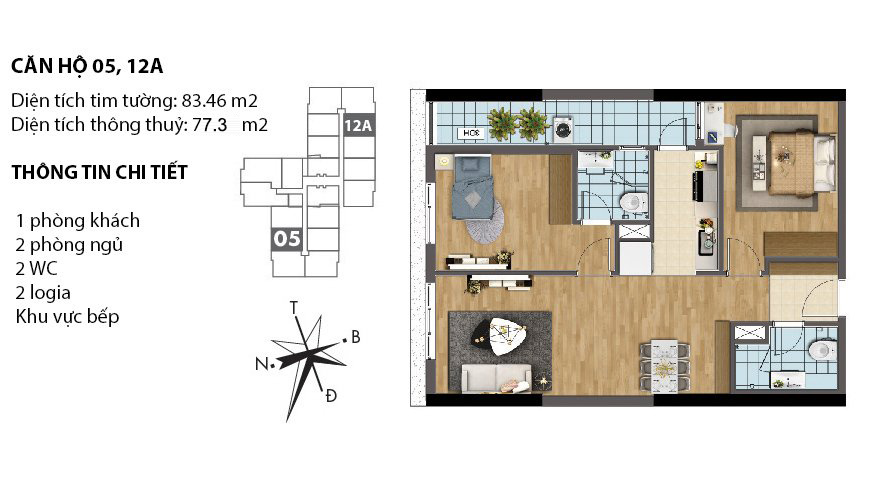 CĂN HỘ 05, 12A
Diện tích tim tường: 83.46 m2
Diện tích thông thuỷ: 77.3 m2
THÔNG TIN CHI TIẾT
1 phòng khách
2 phòng ngủ
2 WC
2 logia
Khu vực bếp
12A
05
T
B
N
Đ